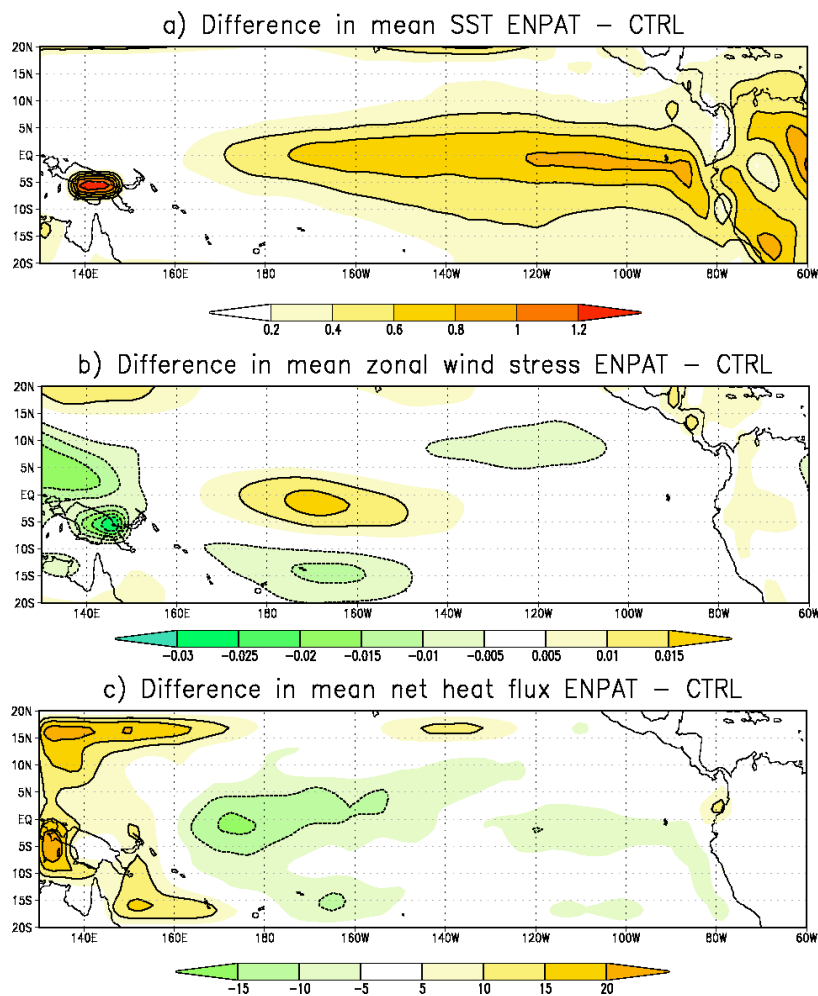 a) Difference in mean SST ENPAT – CTRL
20N
15N
10N
5N
EQ
5S
10S
15S
20S
140E 160E 180 160W 140W 120W 100W 80W 60W
0.2 0.4 0.6 0.8 1 1.2
b) Difference in mean zonal wind stress ENPAT – CTRL
20N
15N
10N
5N
EQ
5S
10S
15S
20S
140E 160E 180 160W 140W 120W 100W 80W 60W
-0.03 -0.025 -0.02 -0.015 -0.01 -0.005 0.005 0.01 0.015
c) Difference in mean net heat flux ENPAT – CTRL
20N
15N
10N
5N
EQ
5S
10S
15S
20S
140E 160E 180 160W 140W 120W 100W 80W 60W
-15 -10 -5 5 10 15 20